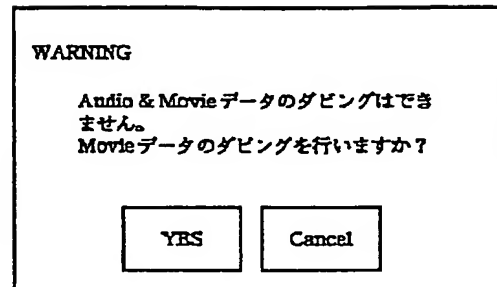 WARNING
Audio & Movieデータのダビングはでき
ません。
Movieデータのダビングを行いますか？
YES
Cancel